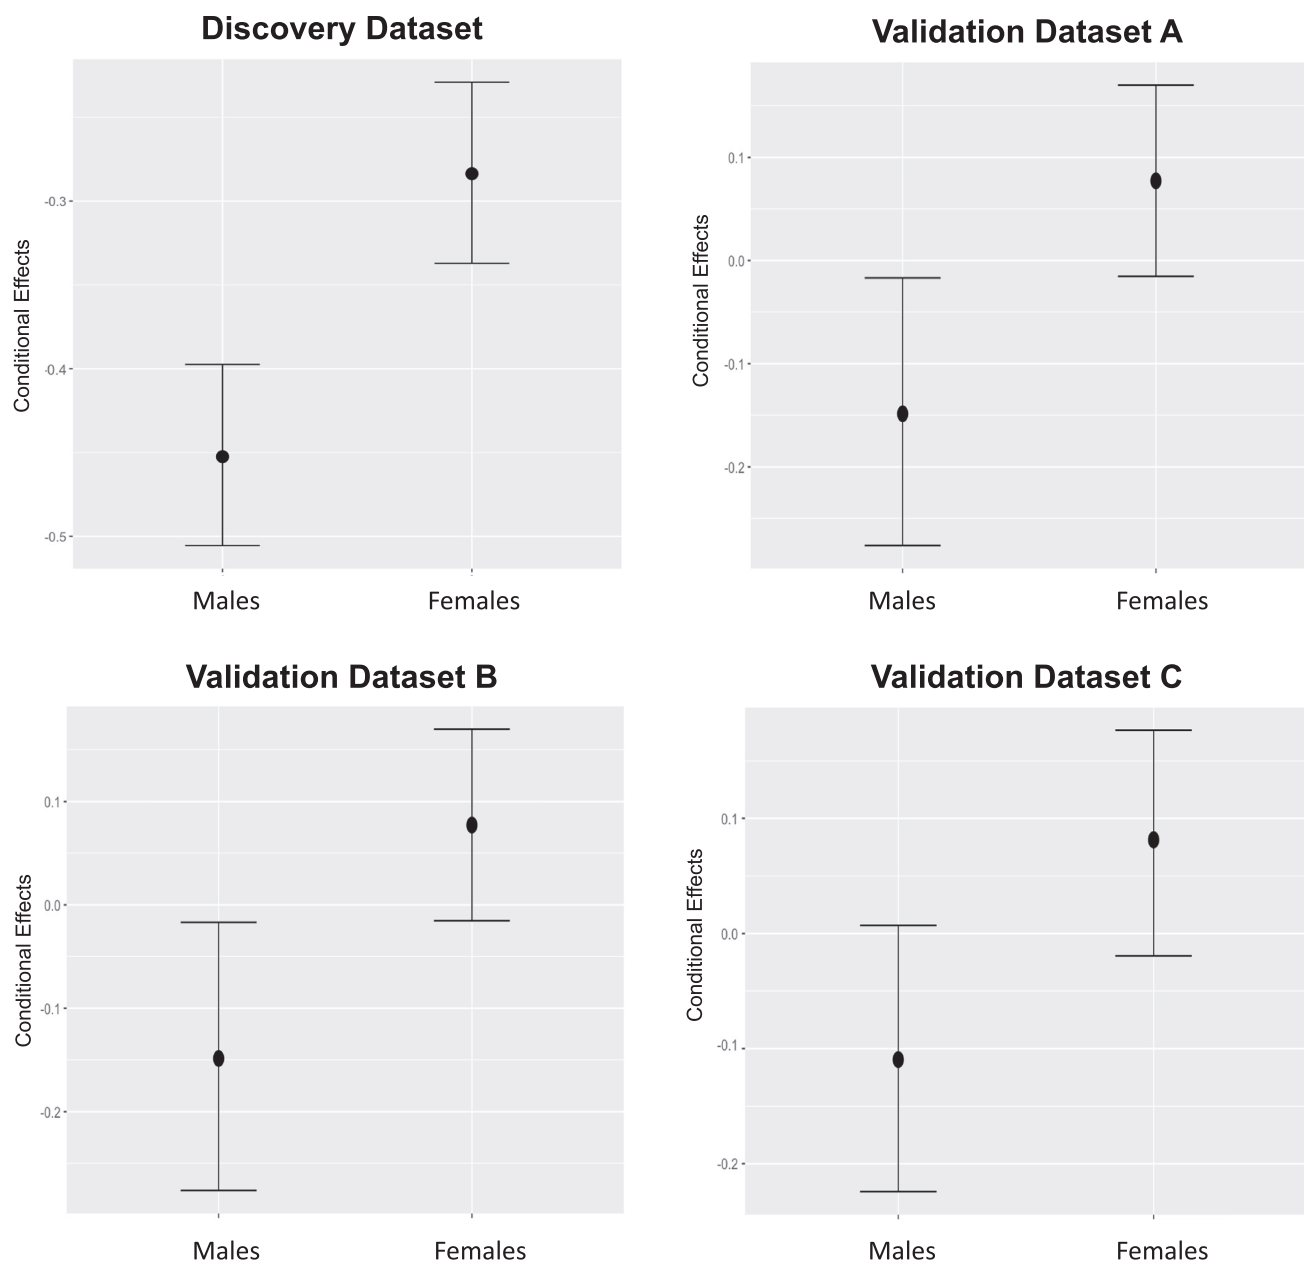 Discovery Dataset
Conditional Effects
-0.3
-0.4
-0.5
Males Females
Validation Dataset A
Conditional Effects
0.1
0.0
-0.1
-0.2
Males Females
Validation Dataset B
Conditional Effects
0.1
0.0
-0.1
-0.2
Males Females
Validation Dataset C
Conditional Effects
0.1
0.0
-0.1
-0.2
Males Females